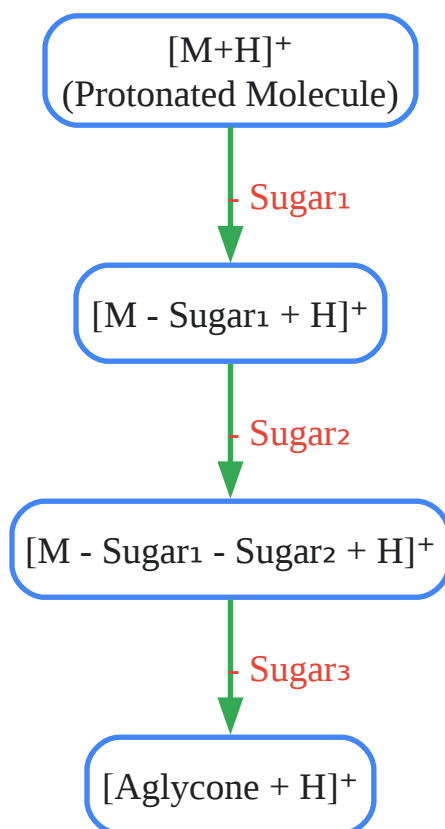 [M+H]⁺
(Protonated Molecule)
- Sugar₁
[M - Sugar₁ + H]⁺
- Sugar₂
[M - Sugar₁ - Sugar₂ + H]⁺
- Sugar₃
[Aglycone + H]⁺